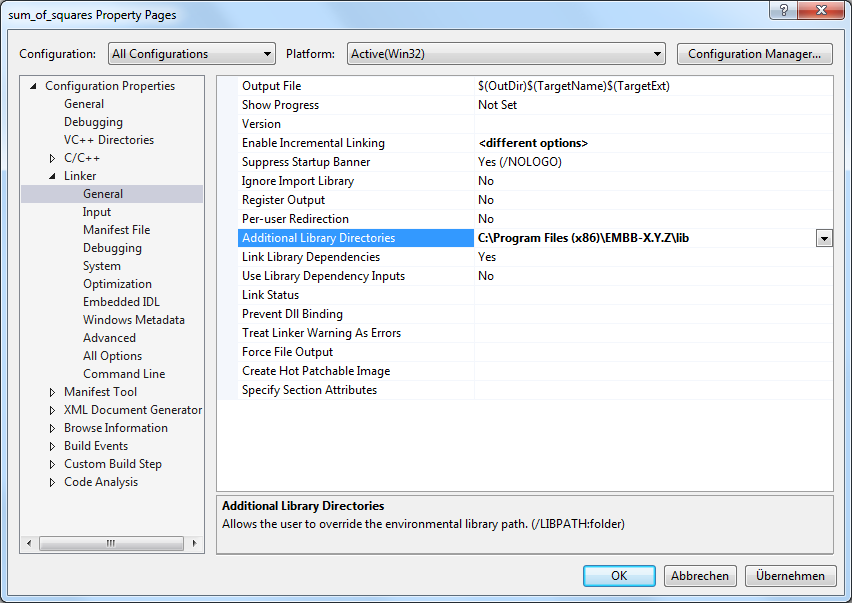 sum_of_squares Property Pages
Configuration: All Configurations Platform: Active(Win32) Configuration Manager...
Configuration Properties
General
Debugging
VC++ Directories
C/C++
Linker
General
Input
Manifest File
Debugging
System
Optimization
Embedded IDL
Windows Metadata
Advanced
All Options
Command Line
Manifest Tool
XML Document Generator
Browse Information
Build Events
Custom Build Step
Code Analysis
Output File $(OutDir)$(TargetName)$(TargetExt)
Show Progress Not Set
Version
Enable Incremental Linking <different options>
Suppress Startup Banner Yes (/NOLOGO)
Ignore Import Library No
Register Output No
Per-user Redirection No
Additional Library Directories C:\Program Files (x86)\EMBB-X.Y.Z\lib
Link Library Dependencies Yes
Use Library Dependency Inputs No
Link Status
Prevent Dll Binding
Treat Linker Warning As Errors
Force File Output
Create Hot Patchable Image
Specify Section Attributes
Additional Library Directories
Allows the user to override the environmental library path. (/LIBPATH:folder)
OK Abbrechen Übernehmen